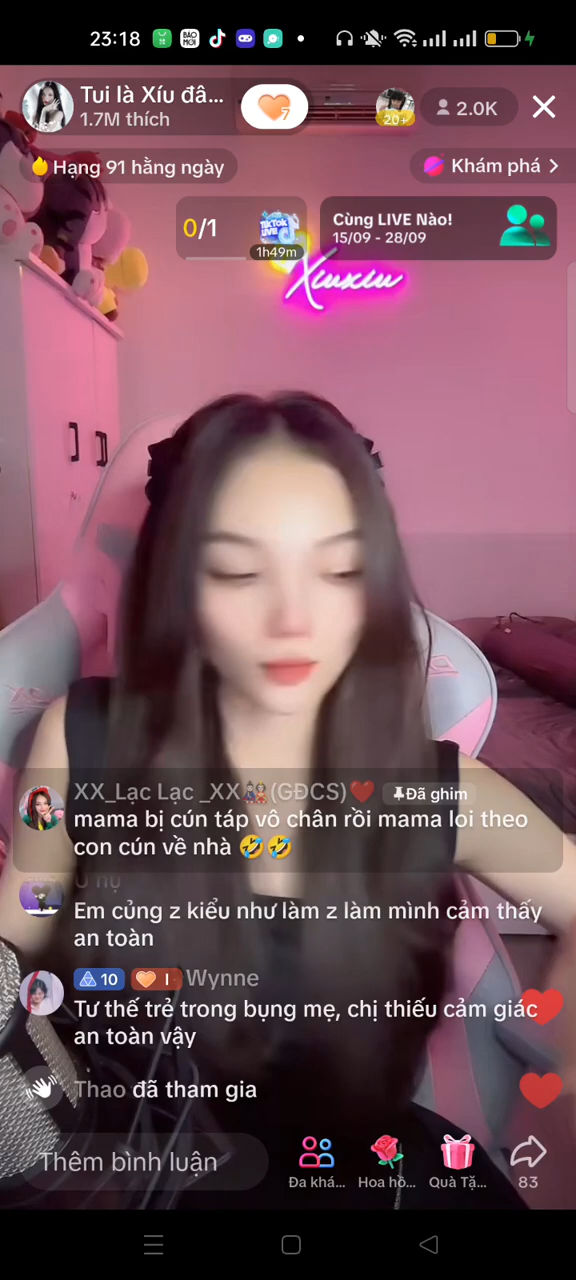 23:18
BÁO MỚI
Tui là Xíu đâ...
1.7M thích
7
20+
2.0K
Hạng 91 hằng ngày
Khám phá >
0/1
TikTok LIVE
1h49m
Cùng LIVE Nào!
15/09 - 28/09
Xiuxiu
XX_Lạc Lạc _XX🎎(GĐCS)❤️ Đã ghim
mama bị cún táp vô chân rồi mama loi theo
con cún về nhà 🤣🤣
Em củng z kiểu như làm z làm mình cảm thấy
an toàn
10 I Wynne
Tư thế trẻ trong bụng mẹ, chị thiếu cảm giác
an toàn vậy
Thao đã tham gia
Thêm bình luận
Đa khá...
Hoa hồ...
Quà Tặ...
83